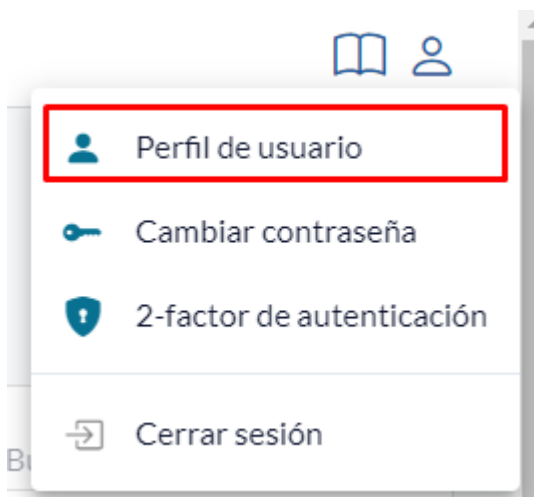 Perfil de usuario
Cambiar contraseña
2-factor de autenticación
Cerrar sesión